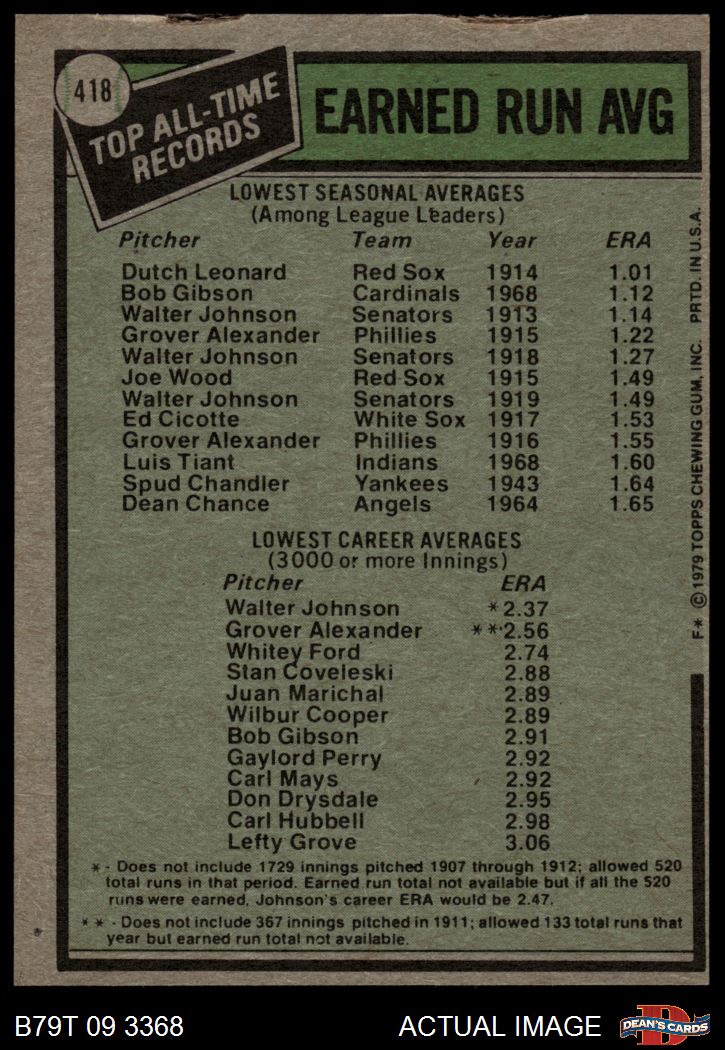 418
TOP ALL-TIME
RECORDS
EARNED RUN AVG
LOWEST SEASONAL AVERAGES
(Among League Leaders)
Pitcher Team Year ERA
Dutch Leonard Red Sox 1914 1.01
Bob Gibson Cardinals 1968 1.12
Walter Johnson Senators 1913 1.14
Grover Alexander Phillies 1915 1.22
Walter Johnson Senators 1918 1.27
Joe Wood Red Sox 1915 1.49
Walter Johnson Senators 1919 1.49
Ed Cicotte White Sox 1917 1.53
Grover Alexander Phillies 1916 1.55
Luis Tiant Indians 1968 1.60
Spud Chandler Yankees 1943 1.64
Dean Chance Angels 1964 1.65
LOWEST CAREER AVERAGES
(3000 or more Innings)
Pitcher ERA
Walter Johnson *2.37
Grover Alexander **2.56
Whitey Ford 2.74
Stan Coveleski 2.88
Juan Marichal 2.89
Wilbur Cooper 2.89
Bob Gibson 2.91
Gaylord Perry 2.92
Carl Mays 2.92
Don Drysdale 2.95
Carl Hubbell 2.98
Lefty Grove 3.06
* - Does not include 1729 innings pitched 1907 through 1912; allowed 520
total runs in that period. Earned run total not available but if all the 520
runs were earned, Johnson's career ERA would be 2.47.
* * - Does not include 367 innings pitched in 1911; allowed 133 total runs that
year but earned run total not available.
F* © 1979 TOPPS CHEWING GUM, INC. PRTD. IN U.S.A.
B79T 09 3368 ACTUAL IMAGE
D
DEAN'S CARDS